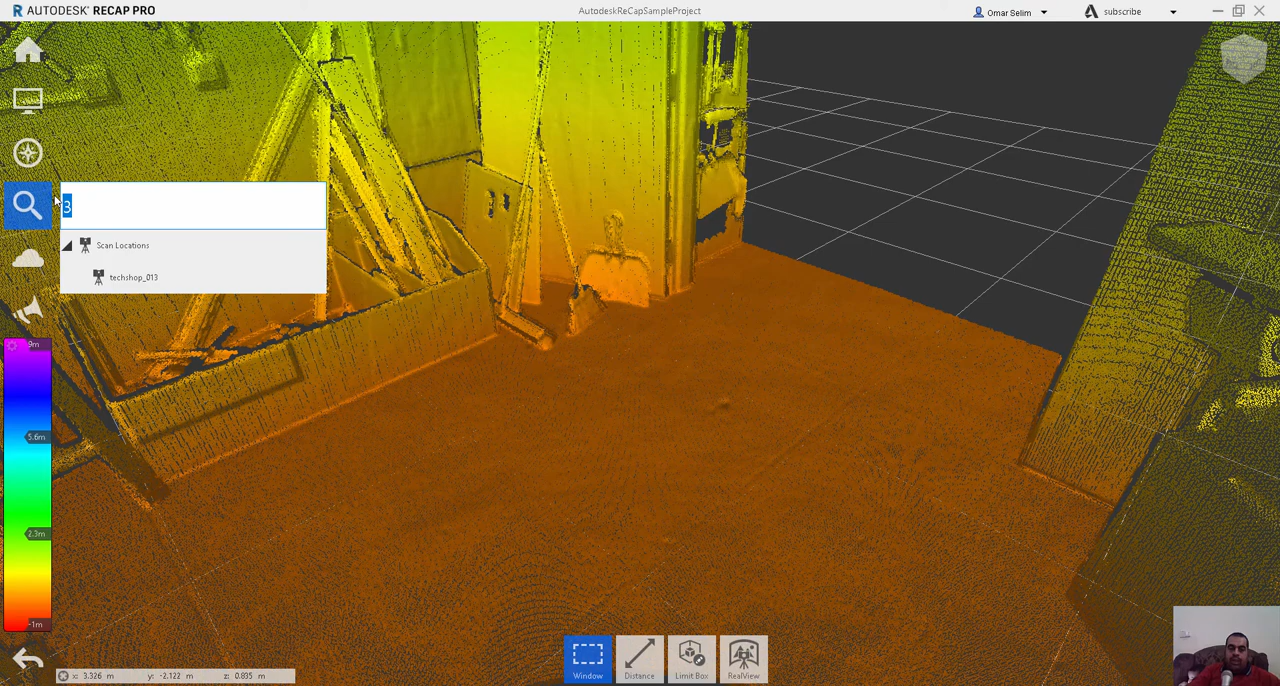 R AUTODESK® RECAP PRO
AutodeskReCapSampleProject
Omar Selim
subscribe
3
Scan Locations
techshop_013
9m
5.6m
2.3m
-1m
Window
Distance
Limit Box
RealView
x: 3.326 m y: -2.122 m z: 0.835 m